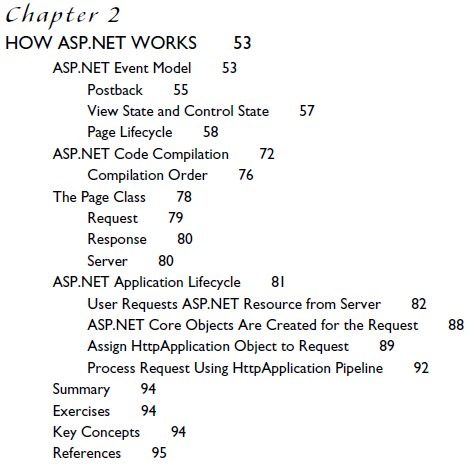 Chapter 2
HOW ASP.NET WORKS 53
ASP.NET Event Model 53
Postback 55
View State and Control State 57
Page Lifecycle 58
ASP.NET Code Compilation 72
Compilation Order 76
The Page Class 78
Request 79
Response 80
Server 80
ASP.NET Application Lifecycle 81
User Requests ASP.NET Resource from Server 82
ASP.NET Core Objects Are Created for the Request 88
Assign HttpApplication Object to Request 89
Process Request Using HttpApplication Pipeline 92
Summary 94
Exercises 94
Key Concepts 94
References 95